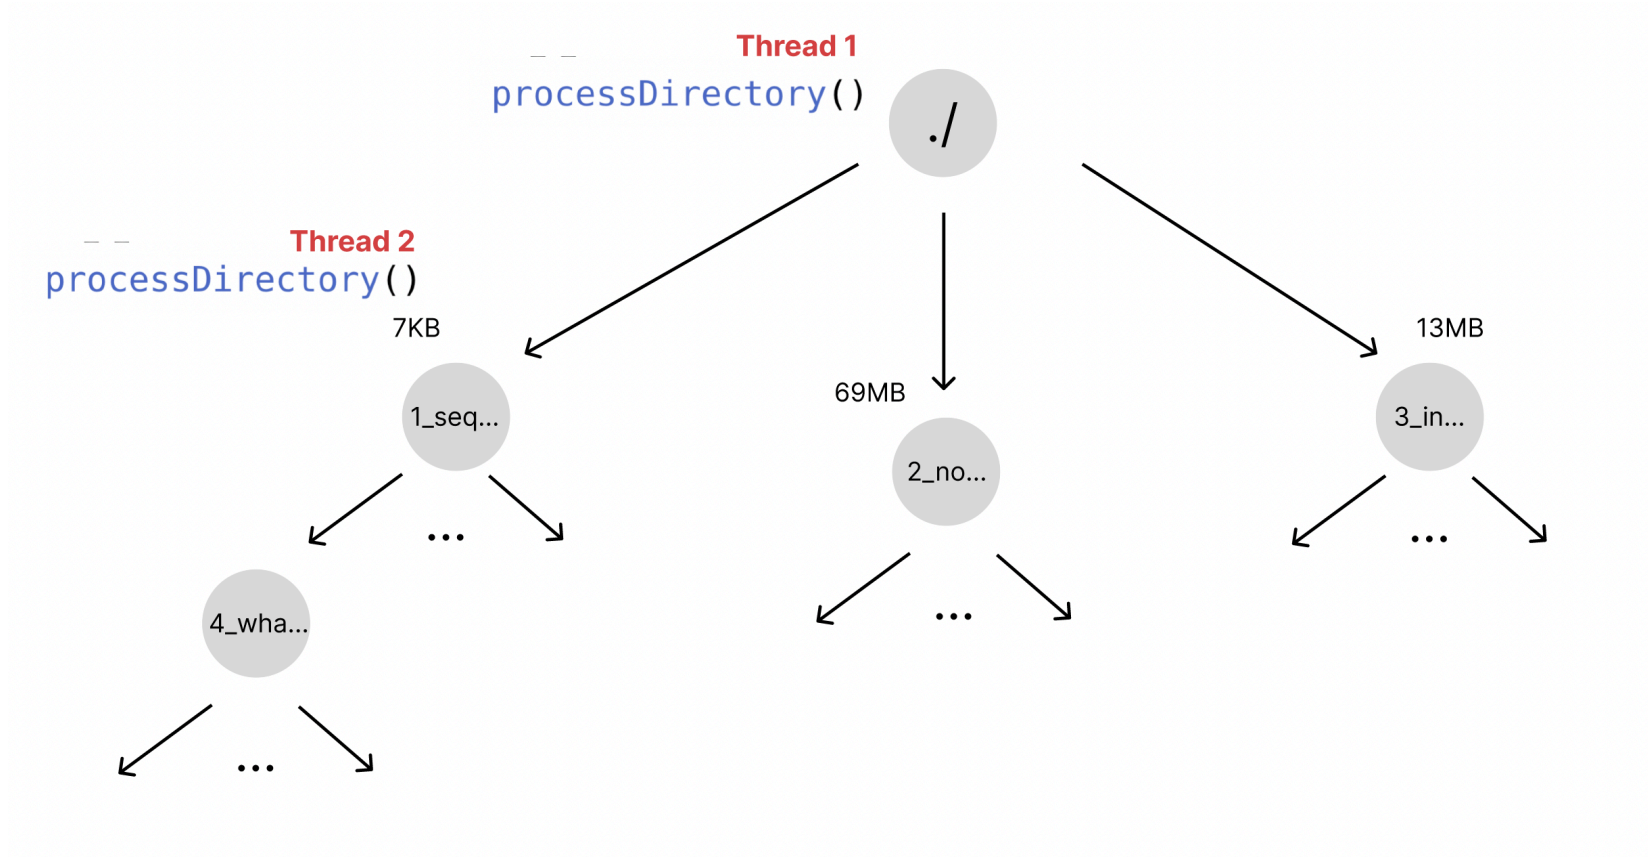 Thread 1
processDirectory()
./
Thread 2
processDirectory()
7KB
13MB
69MB
1_seq...
3_in...
2_no...
...
...
...
4_wha...
...